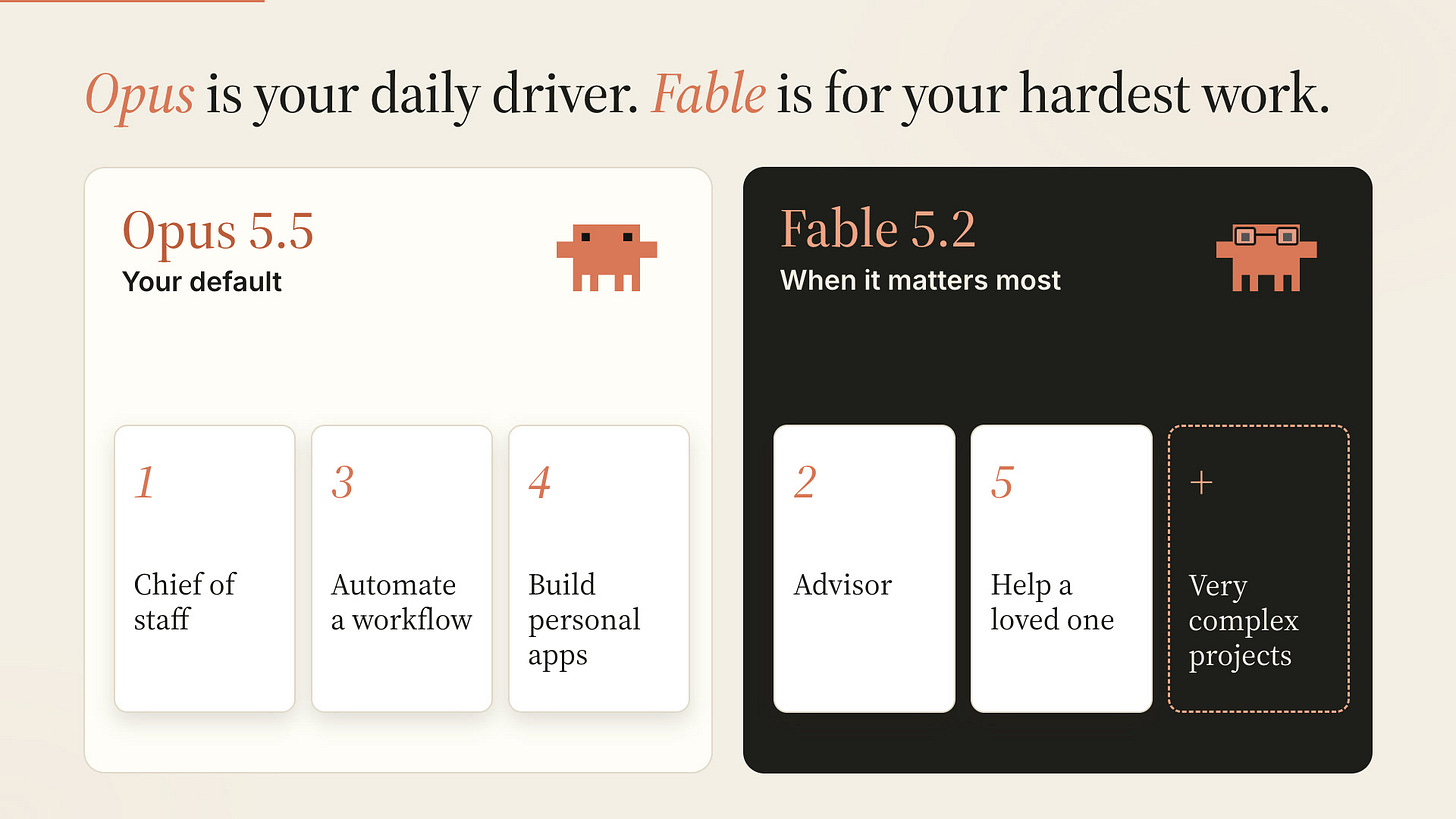 Opus is your daily driver. Fable is for your hardest work.
Opus 5.5
Your default
1
Chief of
staff
3
Automate
a workflow
4
Build
personal
apps
Fable 5.2
When it matters most
2
Advisor
5
Help a
loved one
+
Very
complex
projects